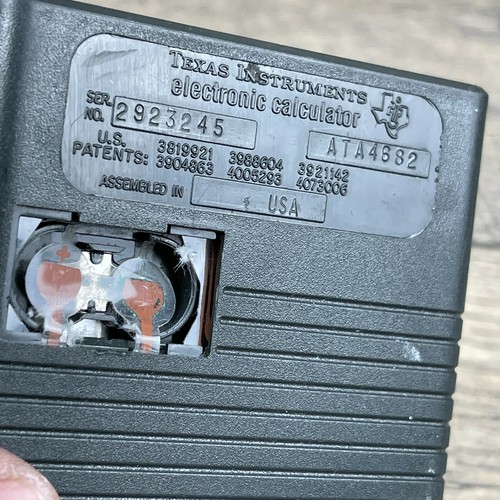 TEXAS INSTRUMENTS
electronic calculator
SER. NO. 2923245 ATA4682
U.S. PATENTS: 3819921 3988604 3921142
3904863 4005293 4073006
ASSEMBLED IN USA